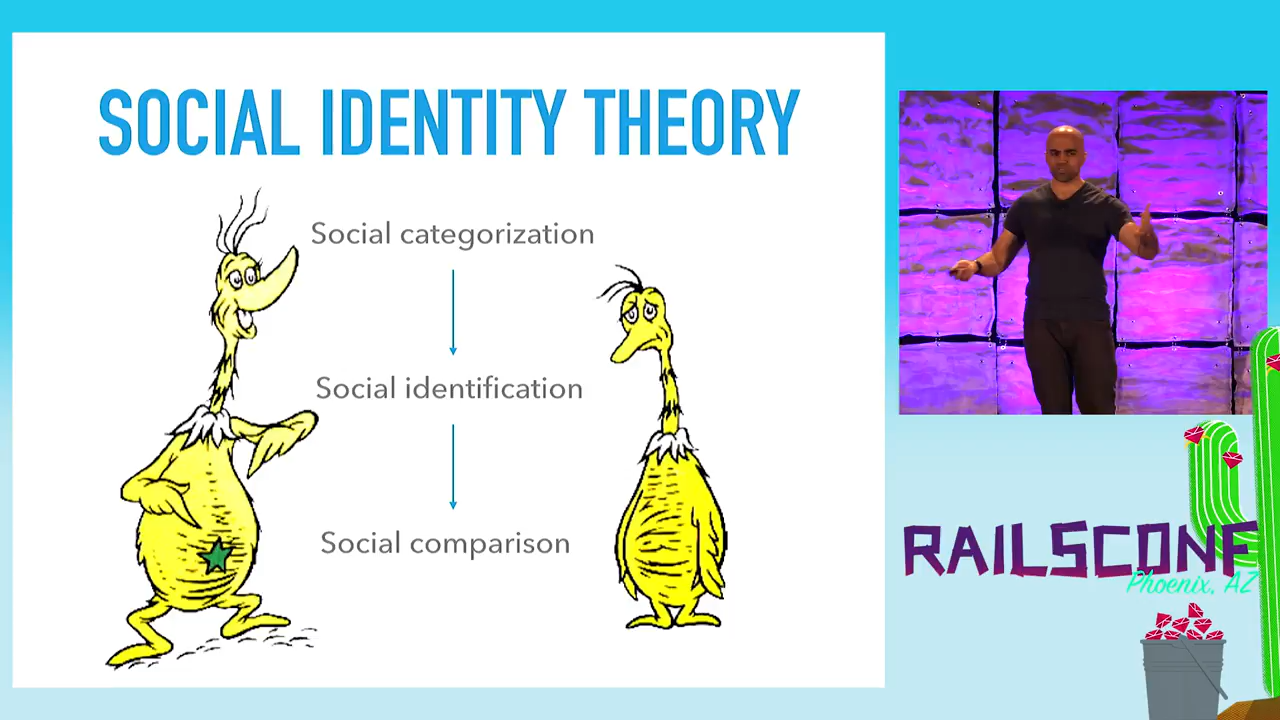 SOCIAL IDENTITY THEORY
Social categorization
Social identification
Social comparison
RAILSCONF
Phoenix, AZ